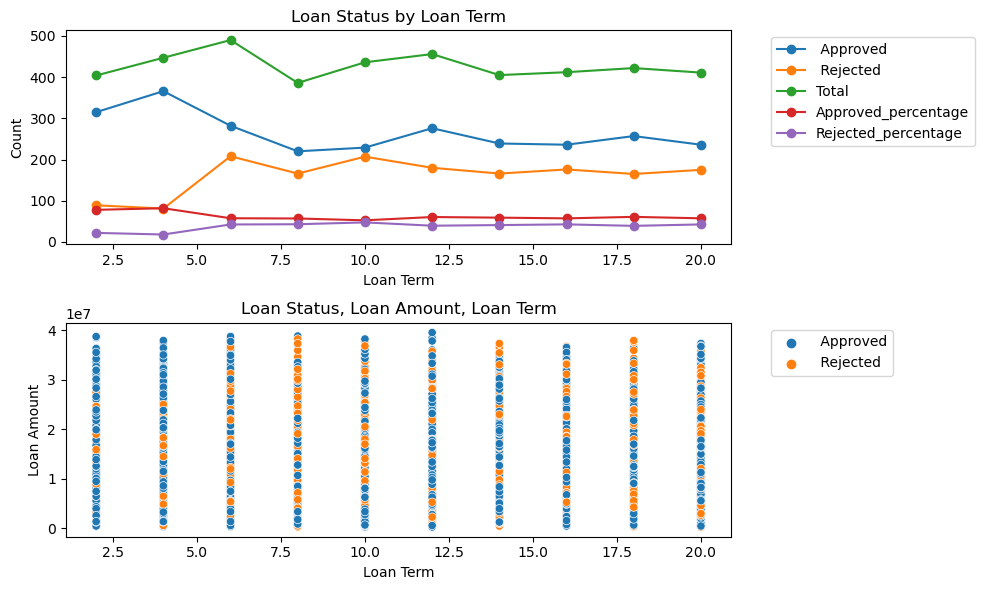 Loan Status by Loan Term
500
400
300
200
100
0
Count
2.5 5.0 7.5 10.0 12.5 15.0 17.5 20.0
Loan Term
Approved
Rejected
Total
Approved_percentage
Rejected_percentage
Loan Status, Loan Amount, Loan Term
1e7
4
3
2
1
0
Loan Amount
2.5 5.0 7.5 10.0 12.5 15.0 17.5 20.0
Loan Term
Approved
Rejected